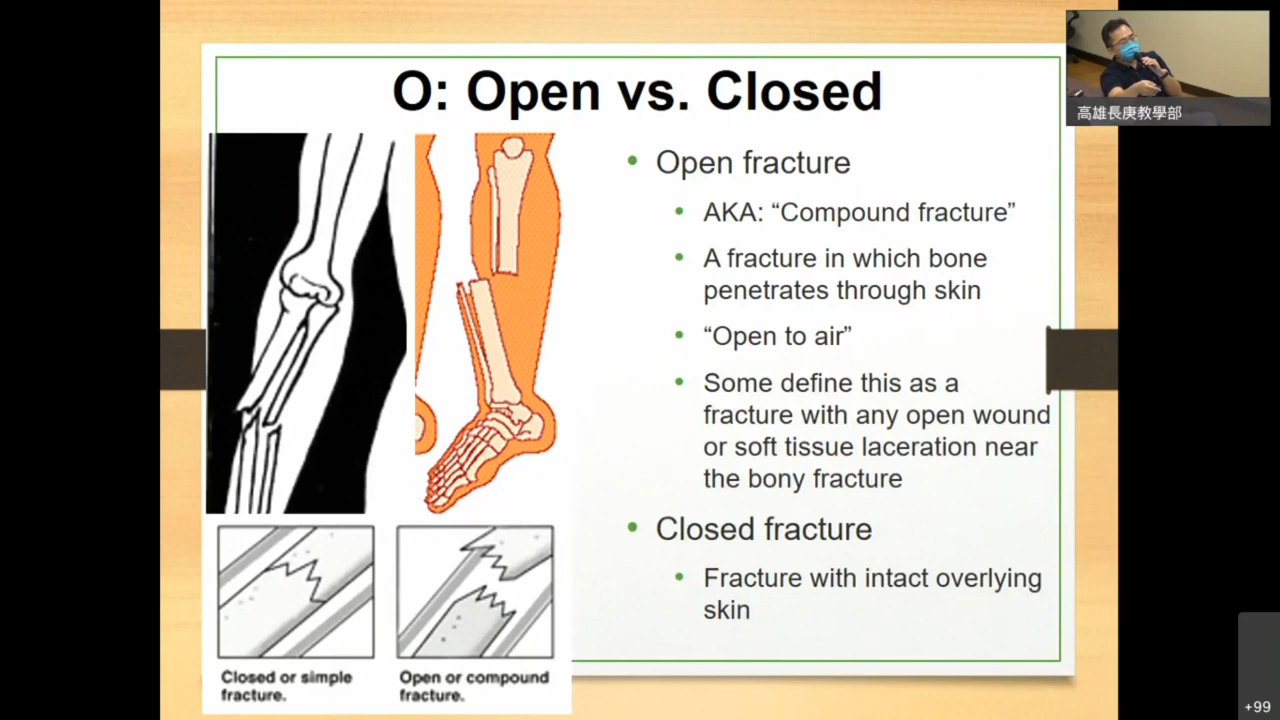 O: Open vs. Closed
高雄長庚教學部
• Open fracture
• AKA: “Compound fracture”
• A fracture in which bone
penetrates through skin
• “Open to air”
• Some define this as a
fracture with any open wound
or soft tissue laceration near
the bony fracture
• Closed fracture
• Fracture with intact overlying
skin
Closed or simple
fracture.
Open or compound
fracture.
+99